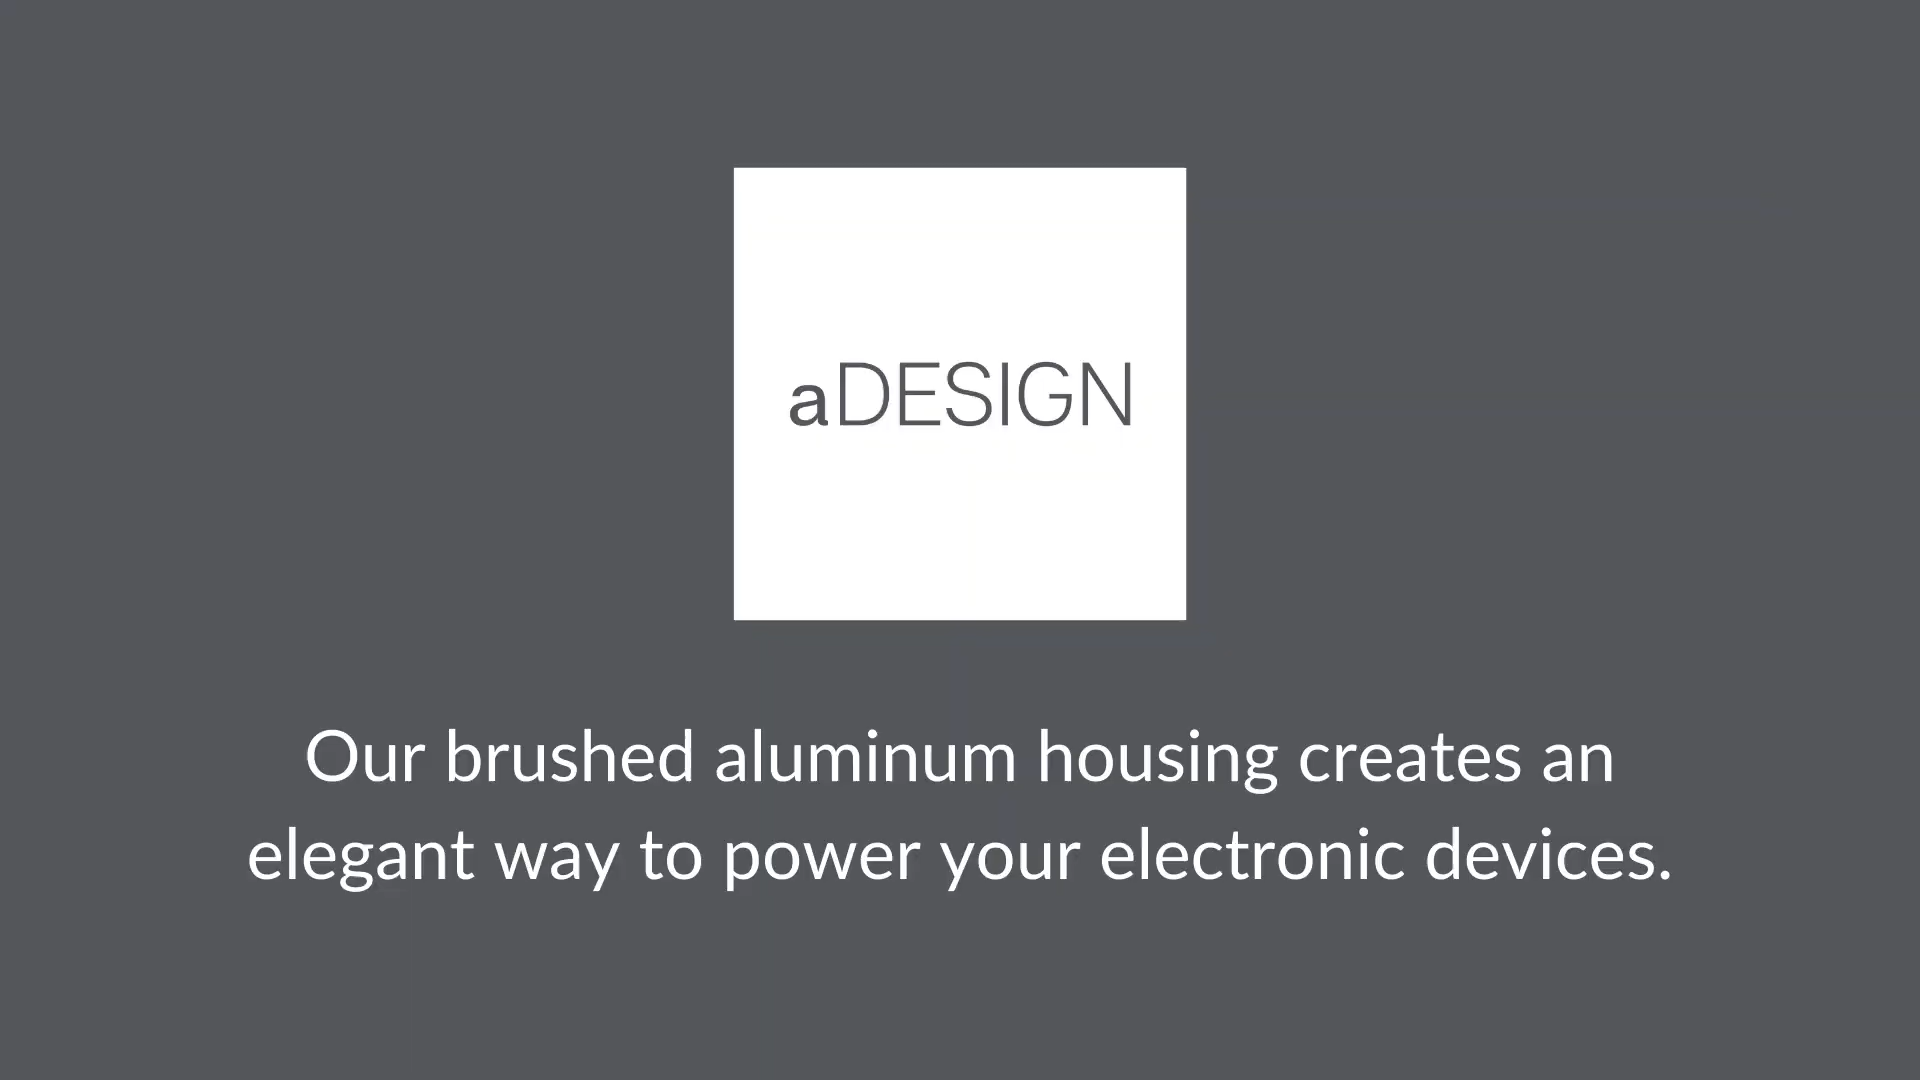 aDESIGN
Our brushed aluminum housing creates an
elegant way to power your electronic devices.